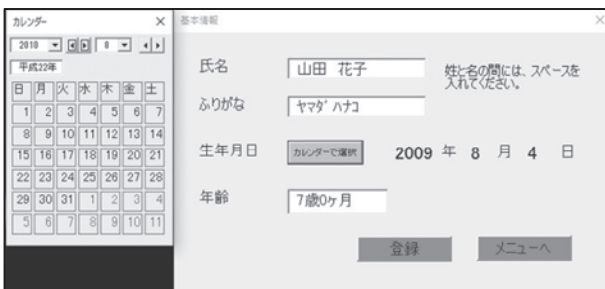 カレンダー ×
2010 8
平成22年
日 月 火 水 木 金 土
1 2 3 4 5 6 7
8 9 10 11 12 13 14
15 16 17 18 19 20 21
22 23 24 25 26 27 28
29 30 31 1 2 3 4
5 6 7 8 9 10 11
基本情報 ×
氏名 山田 花子 姓と名の間には、スペースを
入れてください。
ふりがな ヤマダ ハナコ
生年月日 カレンダーで選択 2009 年 8 月 4 日
年齢 7歳0ヶ月
登録 メニューへ